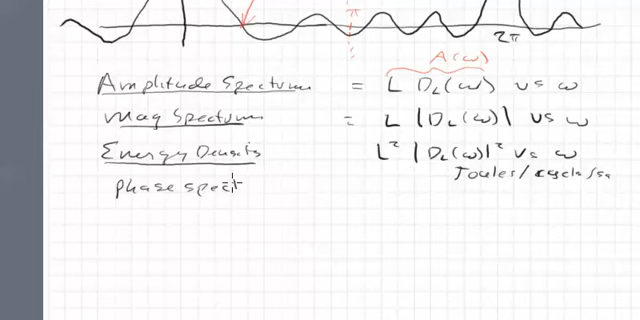 π
2π
A(ω)
Amplitude Spectrum = L D_L(ω) vs ω
Mag Spectrum = L |D_L(ω)| vs ω
Energy Density L² |D_L(ω)|² vs ω
Joules/cycle/sa
phase spect